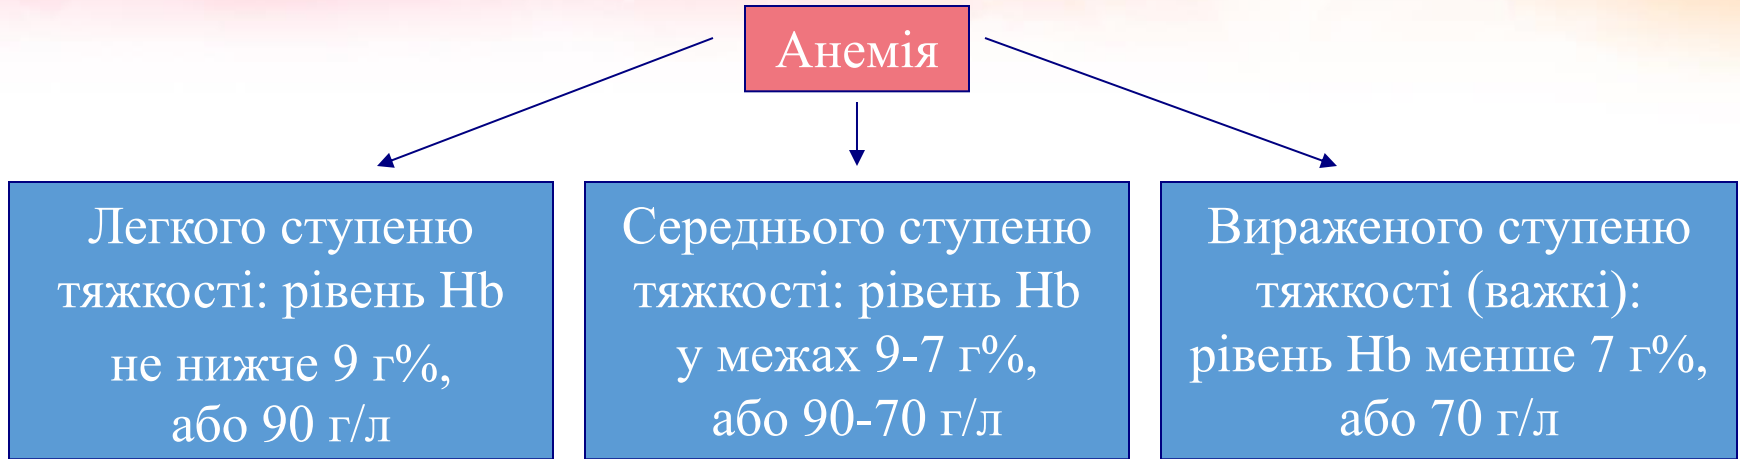 Анемія
Легкого ступеню
тяжкості: рівень Hb
не нижче 9 г%,
або 90 г/л
Середнього ступеню
тяжкості: рівень Hb
у межах 9-7 г%,
або 90-70 г/л
Вираженого ступеню
тяжкості (важкі):
рівень Hb менше 7 г%,
або 70 г/л